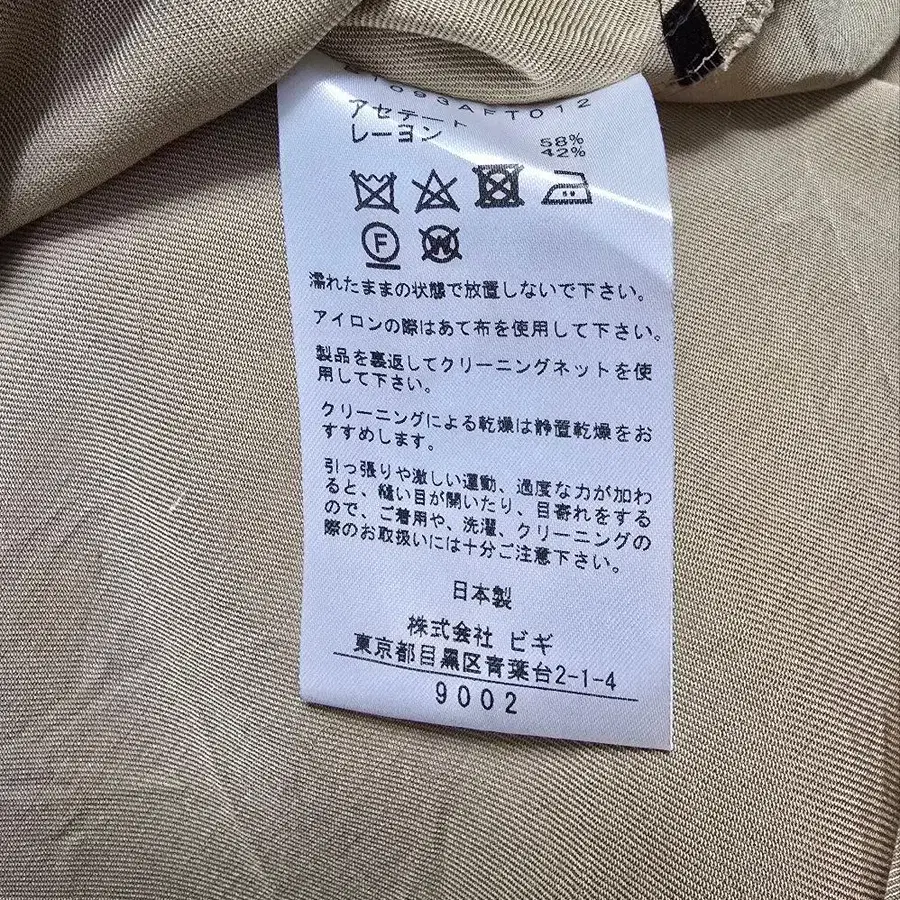 093AFT012
アセテート 58%
レーヨン 42%
F W
濡れたままの状態で放置しないで下さい。
アイロンの際はあて布を使用して下さい。
製品を裏返してクリーニングネットを使
用して下さい。
クリーニングによる乾燥は静置乾燥をお
すすめします。
引っ張りや激しい運動、過度な力が加わ
ると、縫い目が開いたり、目寄れをする
ので、ご着用や、洗濯、クリーニングの
際のお取扱いには十分ご注意下さい。
日本製
株式会社 ビギ
東京都目黒区青葉台2-1-4
9002